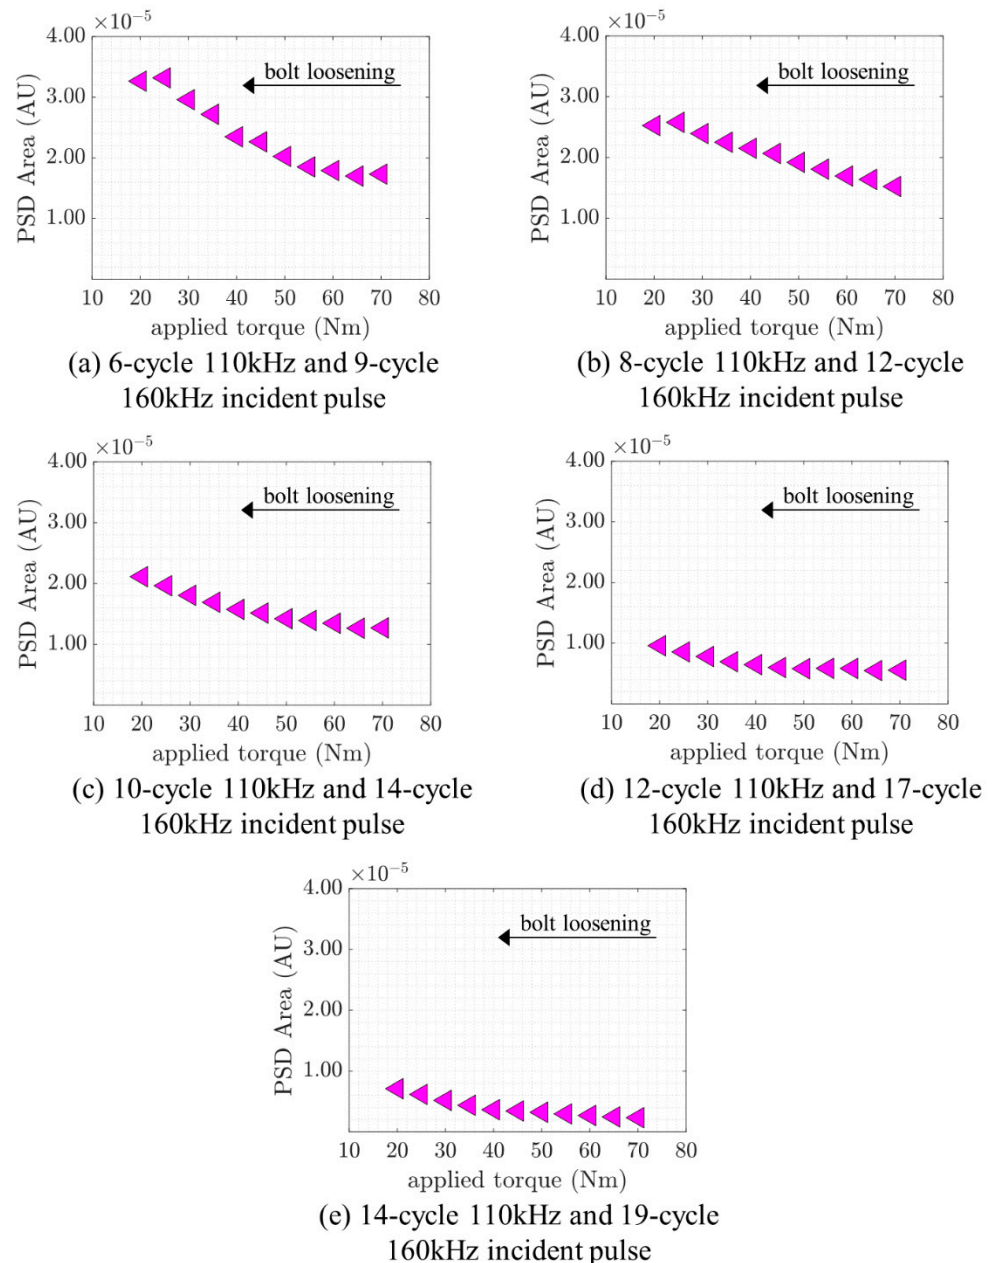 ×10⁻⁵
4.00
3.00
2.00
1.00
PSD Area (AU)
bolt loosening
10 20 30 40 50 60 70 80
applied torque (Nm)
(a) 6-cycle 110kHz and 9-cycle
160kHz incident pulse
×10⁻⁵
4.00
3.00
2.00
1.00
PSD Area (AU)
bolt loosening
10 20 30 40 50 60 70 80
applied torque (Nm)
(b) 8-cycle 110kHz and 12-cycle
160kHz incident pulse
×10⁻⁵
4.00
3.00
2.00
1.00
PSD Area (AU)
bolt loosening
10 20 30 40 50 60 70 80
applied torque (Nm)
(c) 10-cycle 110kHz and 14-cycle
160kHz incident pulse
×10⁻⁵
4.00
3.00
2.00
1.00
PSD Area (AU)
bolt loosening
10 20 30 40 50 60 70 80
applied torque (Nm)
(d) 12-cycle 110kHz and 17-cycle
160kHz incident pulse
×10⁻⁵
4.00
3.00
2.00
1.00
PSD Area (AU)
bolt loosening
10 20 30 40 50 60 70 80
applied torque (Nm)
(e) 14-cycle 110kHz and 19-cycle
160kHz incident pulse